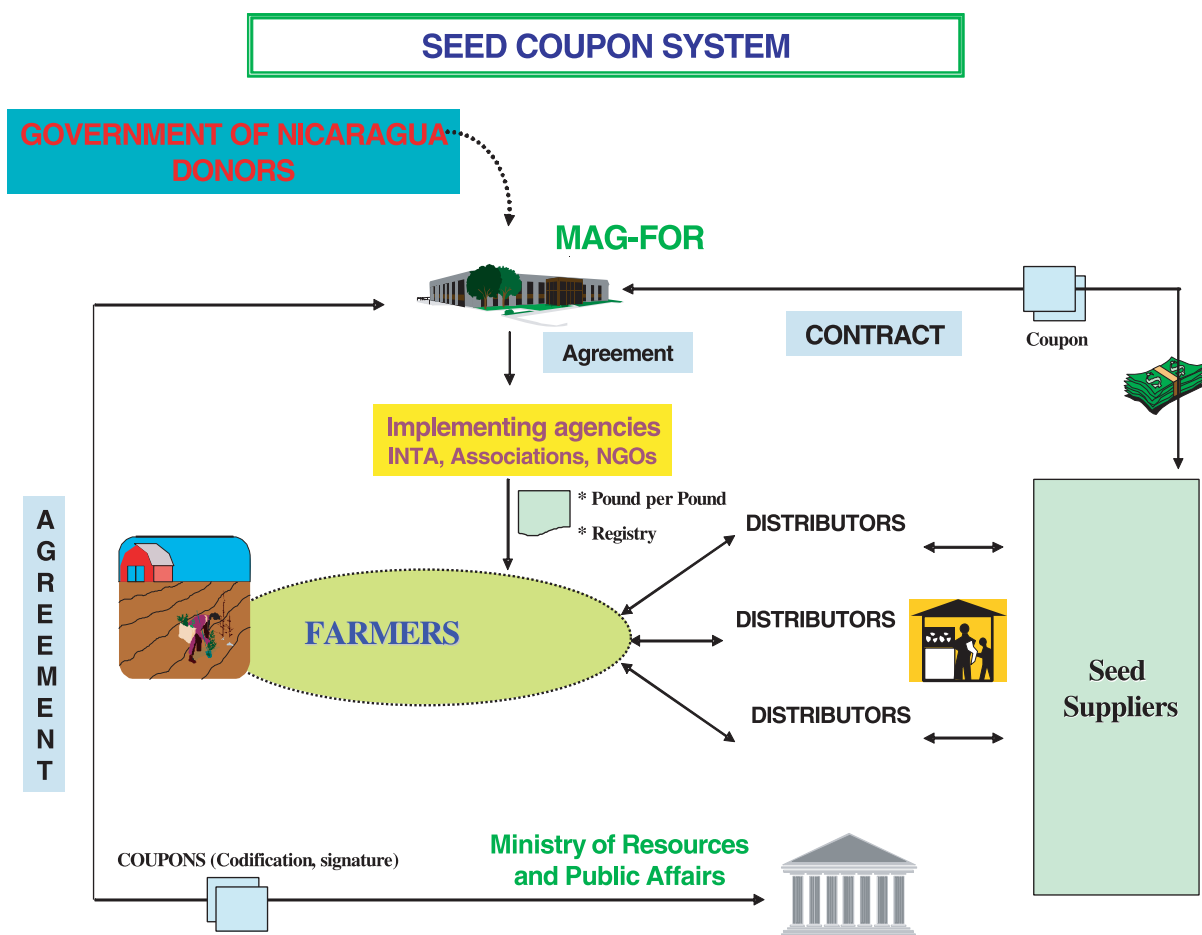 SEED COUPON SYSTEM
GOVERNMENT OF NICARAGUA
DONORS
MAG-FOR
Agreement
CONTRACT
Coupon
Implementing agencies
INTA, Associations, NGOs
* Pound per Pound
* Registry
AGREEMENT
FARMERS
DISTRIBUTORS
DISTRIBUTORS
DISTRIBUTORS
Seed
Suppliers
COUPONS (Codification, signature)
Ministry of Resources
and Public Affairs